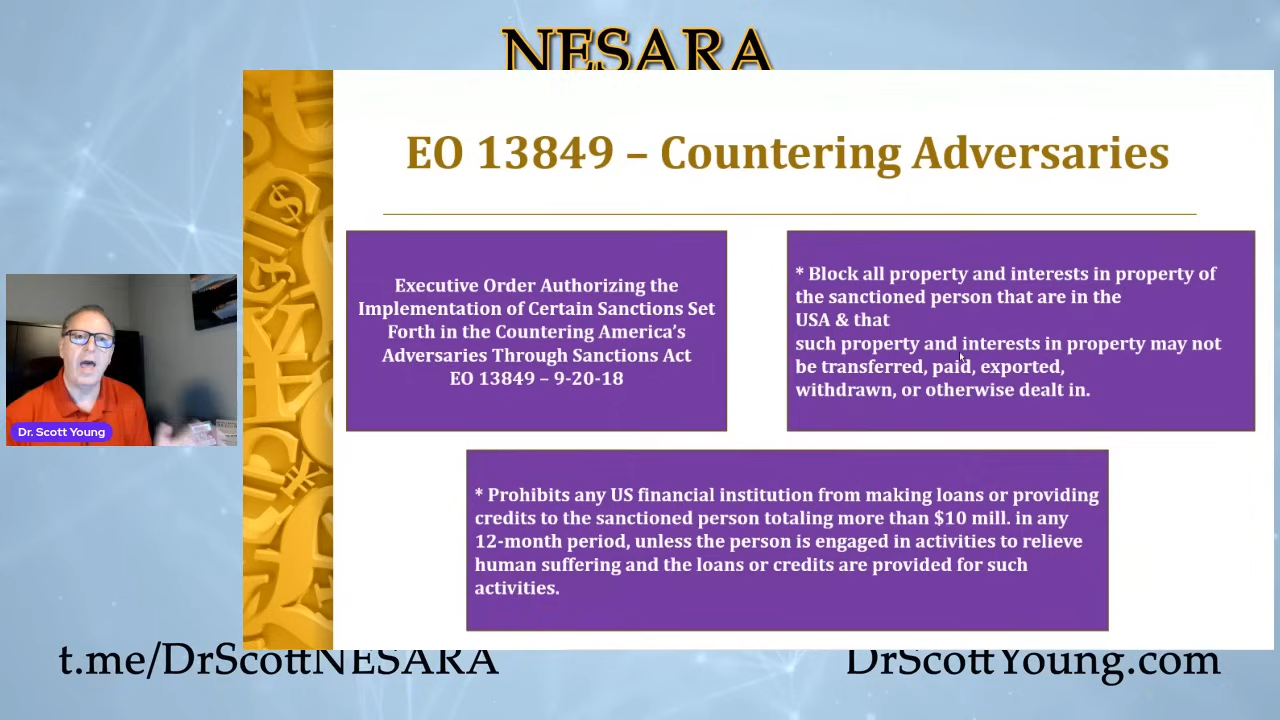 NESARA
EO 13849 – Countering Adversaries
Executive Order Authorizing the
Implementation of Certain Sanctions Set
Forth in the Countering America’s
Adversaries Through Sanctions Act
EO 13849 – 9-20-18
* Block all property and interests in property of
the sanctioned person that are in the
USA & that
such property and interests in property may not
be transferred, paid, exported,
withdrawn, or otherwise dealt in.
* Prohibits any US financial institution from making loans or providing
credits to the sanctioned person totaling more than $10 mill. in any
12-month period, unless the person is engaged in activities to relieve
human suffering and the loans or credits are provided for such
activities.
Dr. Scott Young
t.me/DrScottNESARA
DrScottYoung.com